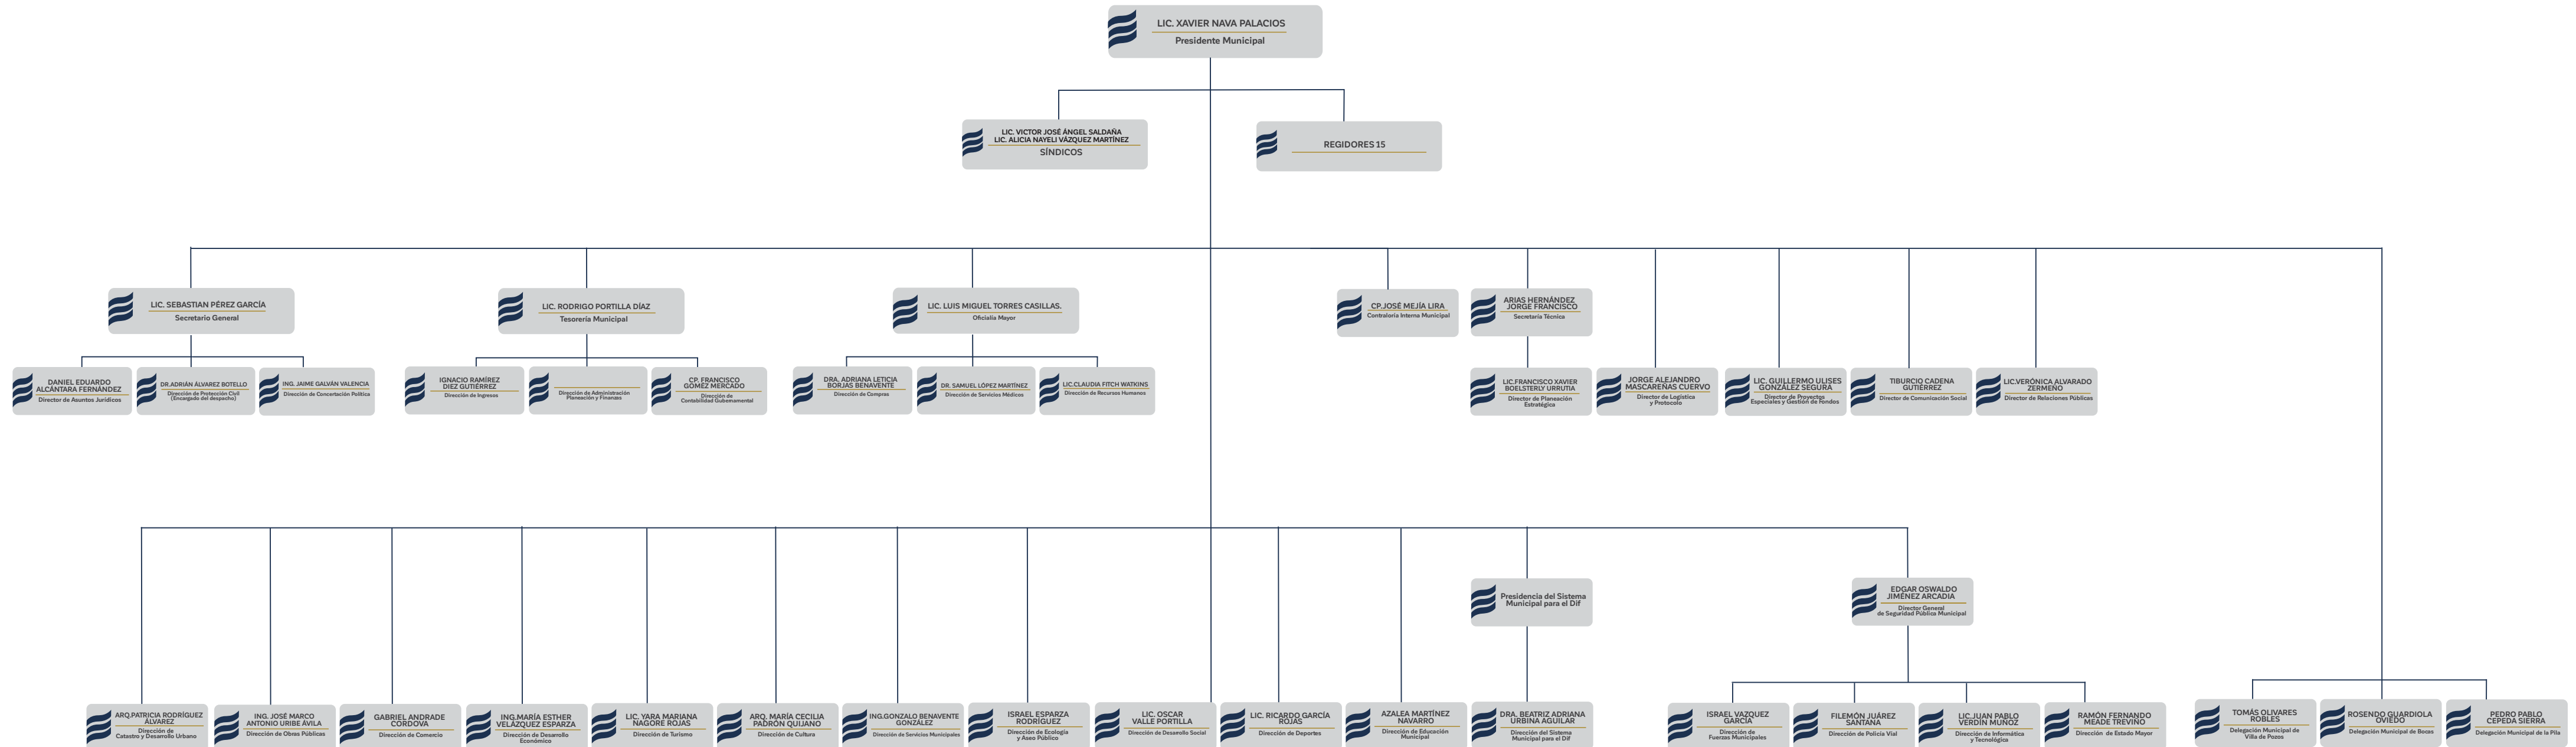 LIC. XAVIER NAVA PALACIOS
Presidente Municipal
LIC. VICTOR JOSÉ ÁNGEL SALDAÑA
LIC. ALICIA NAYELI VÁZQUEZ MARTÍNEZ
SÍNDICOS
REGIDORES 15
LIC. SEBASTIAN PÉREZ GARCÍA
Secretario General
LIC. RODRIGO PORTILLA DÍAZ
Tesorería Municipal
LIC. LUIS MIGUEL TORRES CASILLAS.
Oficialía Mayor
CP.JOSÉ MEJÍA LIRA
Contraloría Interna Municipal
ARIAS HERNÁNDEZ
JORGE FRANCISCO
Secretaría Técnica
DANIEL EDUARDO
ALCÁNTARA FERNÁNDEZ
Director de Asuntos Jurídicos
DR.ADRIÁN ÁLVAREZ BOTELLO
Dirección de Protección Civil
(Encargado del despacho)
ING. JAIME GALVÁN VALENCIA
Dirección de Concertación Política
IGNACIO RAMÍREZ
DIEZ GUTIÉRREZ
Dirección de Ingresos
Dirección de Administración
Planeación y Finanzas
CP. FRANCISCO
GÓMEZ MERCADO
Dirección de
Contabilidad Gubernamental
DRA. ADRIANA LETICIA
BORJAS BENAVENTE
Dirección de Compras
DR. SAMUEL LÓPEZ MARTÍNEZ
Dirección de Servicios Médicos
LIC.CLAUDIA FITCH WATKINS
Dirección de Recursos Humanos
LIC.FRANCISCO XAVIER
BOELSTERLY URRUTIA
Director de Planeación
Estratégica
JORGE ALEJANDRO
MASCAREÑAS CUERVO
Director de Logística
y Protocolo
LIC. GUILLERMO ULISES
GONZÁLEZ SEGURA
Director de Proyectos
Especiales y Gestión de Fondos
TIBURCIO CADENA
GUTIÉRREZ
Director de Comunicación Social
LIC.VERÓNICA ALVARADO
ZERMEÑO
Director de Relaciones Públicas
Presidencia del Sistema
Municipal para el Dif
EDGAR OSWALDO
JIMÉNEZ ARCADIA
Director General
de Seguridad Pública Municipal
ARQ.PATRICIA RODRÍGUEZ
ÁLVAREZ
Dirección de
Catastro y Desarrollo Urbano
ING. JOSÉ MARCO
ANTONIO URIBE ÁVILA
Dirección de Obras Públicas
GABRIEL ANDRADE
CORDOVA
Dirección de Comercio
ING.MARÍA ESTHER
VELÁZQUEZ ESPARZA
Dirección de Desarrollo
Económico
LIC. YARA MARIANA
NAGORE ROJAS
Dirección de Turismo
ARQ. MARÍA CECILIA
PADRÓN QUIJANO
Dirección de Cultura
ING.GONZALO BENAVENTE
GONZÁLEZ
Dirección de Servicios Municipales
ISRAEL ESPARZA
RODRÍGUEZ
Dirección de Ecología
y Aseo Público
LIC. OSCAR
VALLE PORTILLA
Dirección de Desarrollo Social
LIC. RICARDO GARCÍA
ROJAS
Dirección de Deportes
AZALEA MARTÍNEZ
NAVARRO
Dirección de Educación
Municipal
DRA. BEATRIZ ADRIANA
URBINA AGUILAR
Dirección del Sistema
Municipal para el Dif
ISRAEL VAZQUEZ
GARCÍA
Dirección de
Fuerzas Municipales
FILEMÓN JUÁREZ
SANTANA
Dirección de Policía Vial
LIC.JUAN PABLO
VERDÍN MUÑOZ
Dirección de Informática
y Tecnológica
RAMÓN FERNANDO
MEADE TREVIÑO
Dirección de Estado Mayor
TOMÁS OLIVARES
ROBLES
Delegación Municipal de
Villa de Pozos
ROSENDO GUARDIOLA
OVIEDO
Delegación Municipal de Bocas
PEDRO PABLO
CEPEDA SIERRA
Delegación Municipal de la Pila